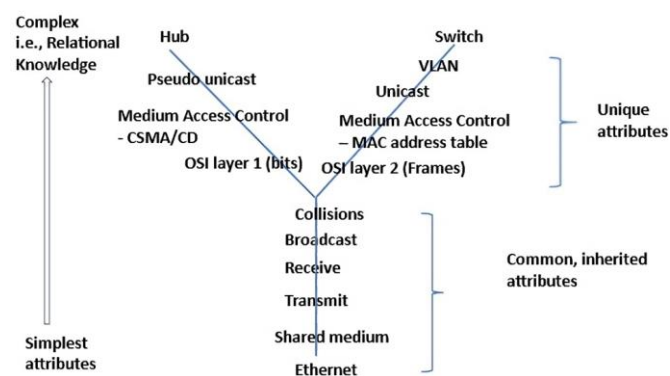 Complex
i.e., Relational
Knowledge
Hub
Switch
Pseudo unicast
VLAN
Unicast
Medium Access Control
- CSMA/CD
Medium Access Control
– MAC address table
OSI layer 1 (bits)
OSI layer 2 (Frames)
Unique
attributes
Collisions
Broadcast
Receive
Transmit
Shared medium
Ethernet
Common, inherited
attributes
Simplest
attributes